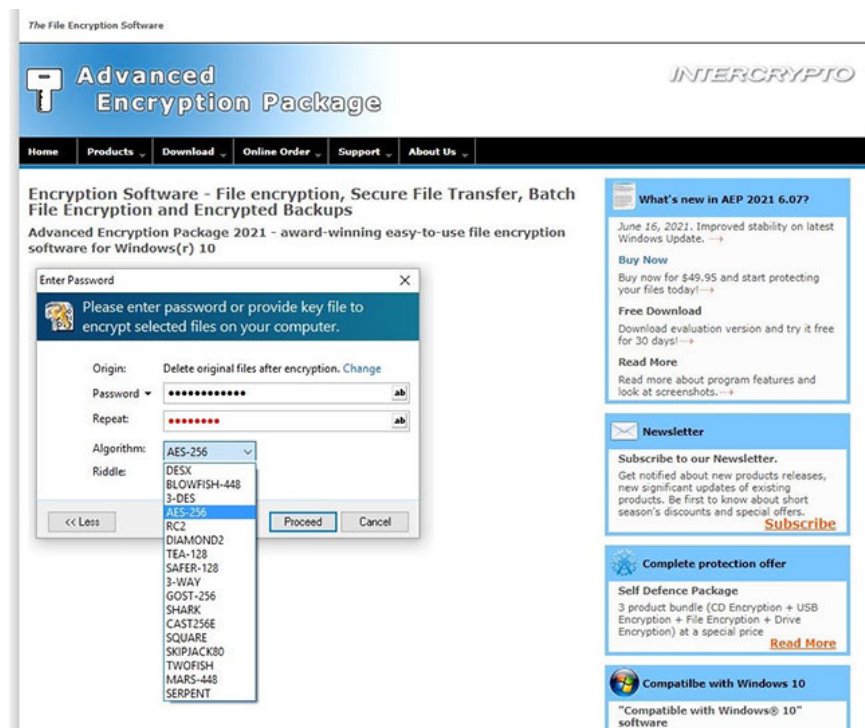 The File Encryption Software
Advanced
Encryption Package
INTERCRYPTO
Home Products Download Online Order Support About Us
Encryption Software - File encryption, Secure File Transfer, Batch
File Encryption and Encrypted Backups
Advanced Encryption Package 2021 - award-winning easy-to-use file encryption
software for Windows(r) 10
Enter Password
Please enter password or provide key file to
encrypt selected files on your computer.
Origin: Delete original files after encryption. Change
Password ●●●●●●●●●●●● ab
Repeat: ●●●●●●●● ab
Algorithm: AES-256
Riddle:
DESX
BLOWFISH-448
3-DES
AES-256
RC2
DIAMOND2
TEA-128
SAFER-128
3-WAY
GOST-256
SHARK
CAST256E
SQUARE
SKIPJACK80
TWOFISH
MARS-448
SERPENT
<< Less Proceed Cancel
What's new in AEP 2021 6.07?
June 16, 2021. Improved stability on latest
Windows Update. →
Buy Now
Buy now for $49.95 and start protecting
your files today!→
Free Download
Download evaluation version and try it free
for 30 days!→
Read More
Read more about program features and
look at screenshots.→
Newsletter
Subscribe to our Newsletter.
Get notified about new products releases,
new significant updates of existing
products. Be first to know about short
season's discounts and special offers.
Subscribe
Complete protection offer
Self Defence Package
3 product bundle (CD Encryption + USB
Encryption + File Encryption + Drive
Encryption) at a special price
Read More
Compatilbe with Windows 10
"Compatible with Windows® 10"
software